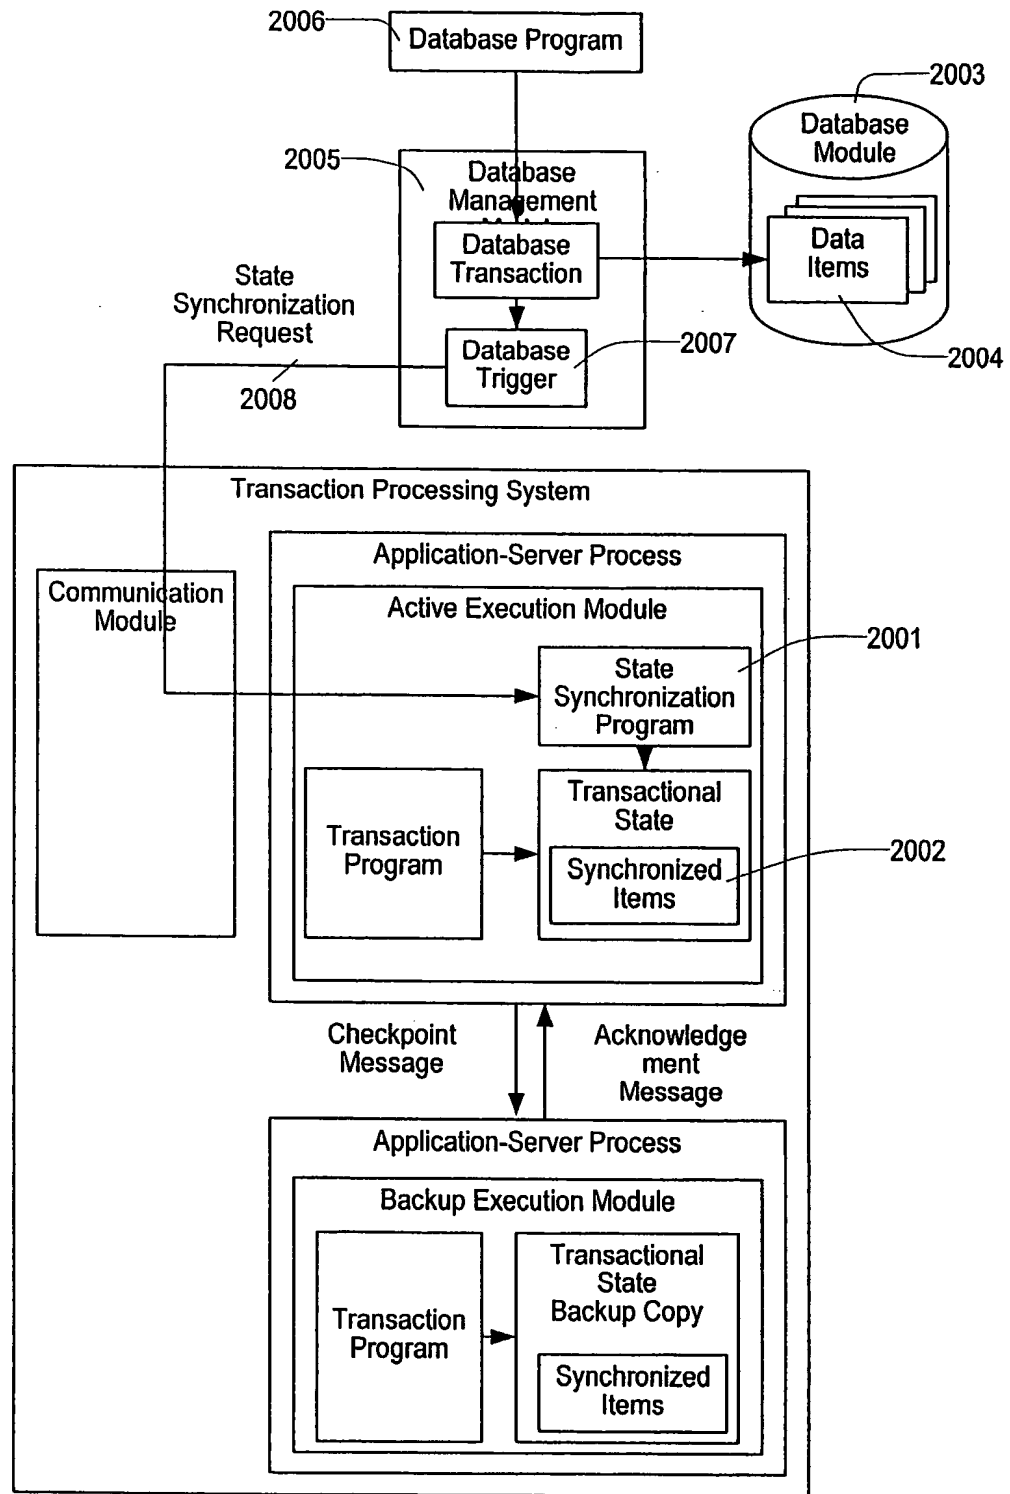 2006
Database Program
2003
Database
Module
2005
Database
Management
Database
Transaction
Data
Items
State
Synchronization
Request
2004
Database
Trigger
2007
2008
Transaction Processing System
Application-Server Process
Communication
Module
Active Execution Module
2001
State
Synchronization
Program
Transactional
State
Transaction
Program
2002
Synchronized
Items
Checkpoint
Message
Acknowledge
ment
Message
Application-Server Process
Backup Execution Module
Transactional
State
Backup Copy
Transaction
Program
Synchronized
Items